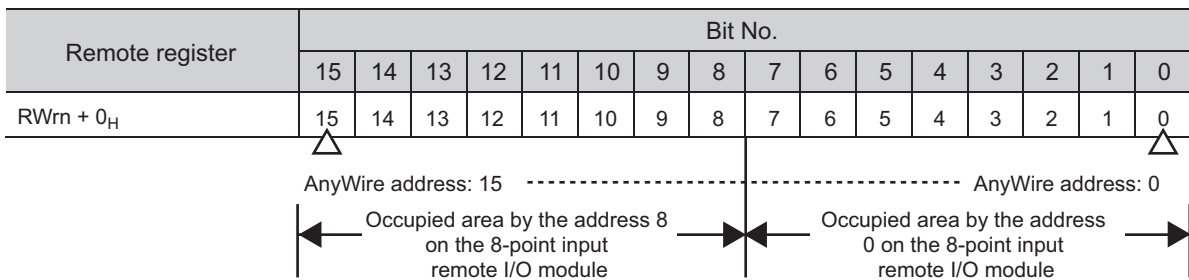 Remote register
Bit No.
15 14 13 12 11 10 9 8 7 6 5 4 3 2 1 0
RWrn + 0H 15 14 13 12 11 10 9 8 7 6 5 4 3 2 1 0
AnyWire address: 15 AnyWire address: 0
Occupied area by the address 8
on the 8-point input
remote I/O module
Occupied area by the address
0 on the 8-point input
remote I/O module